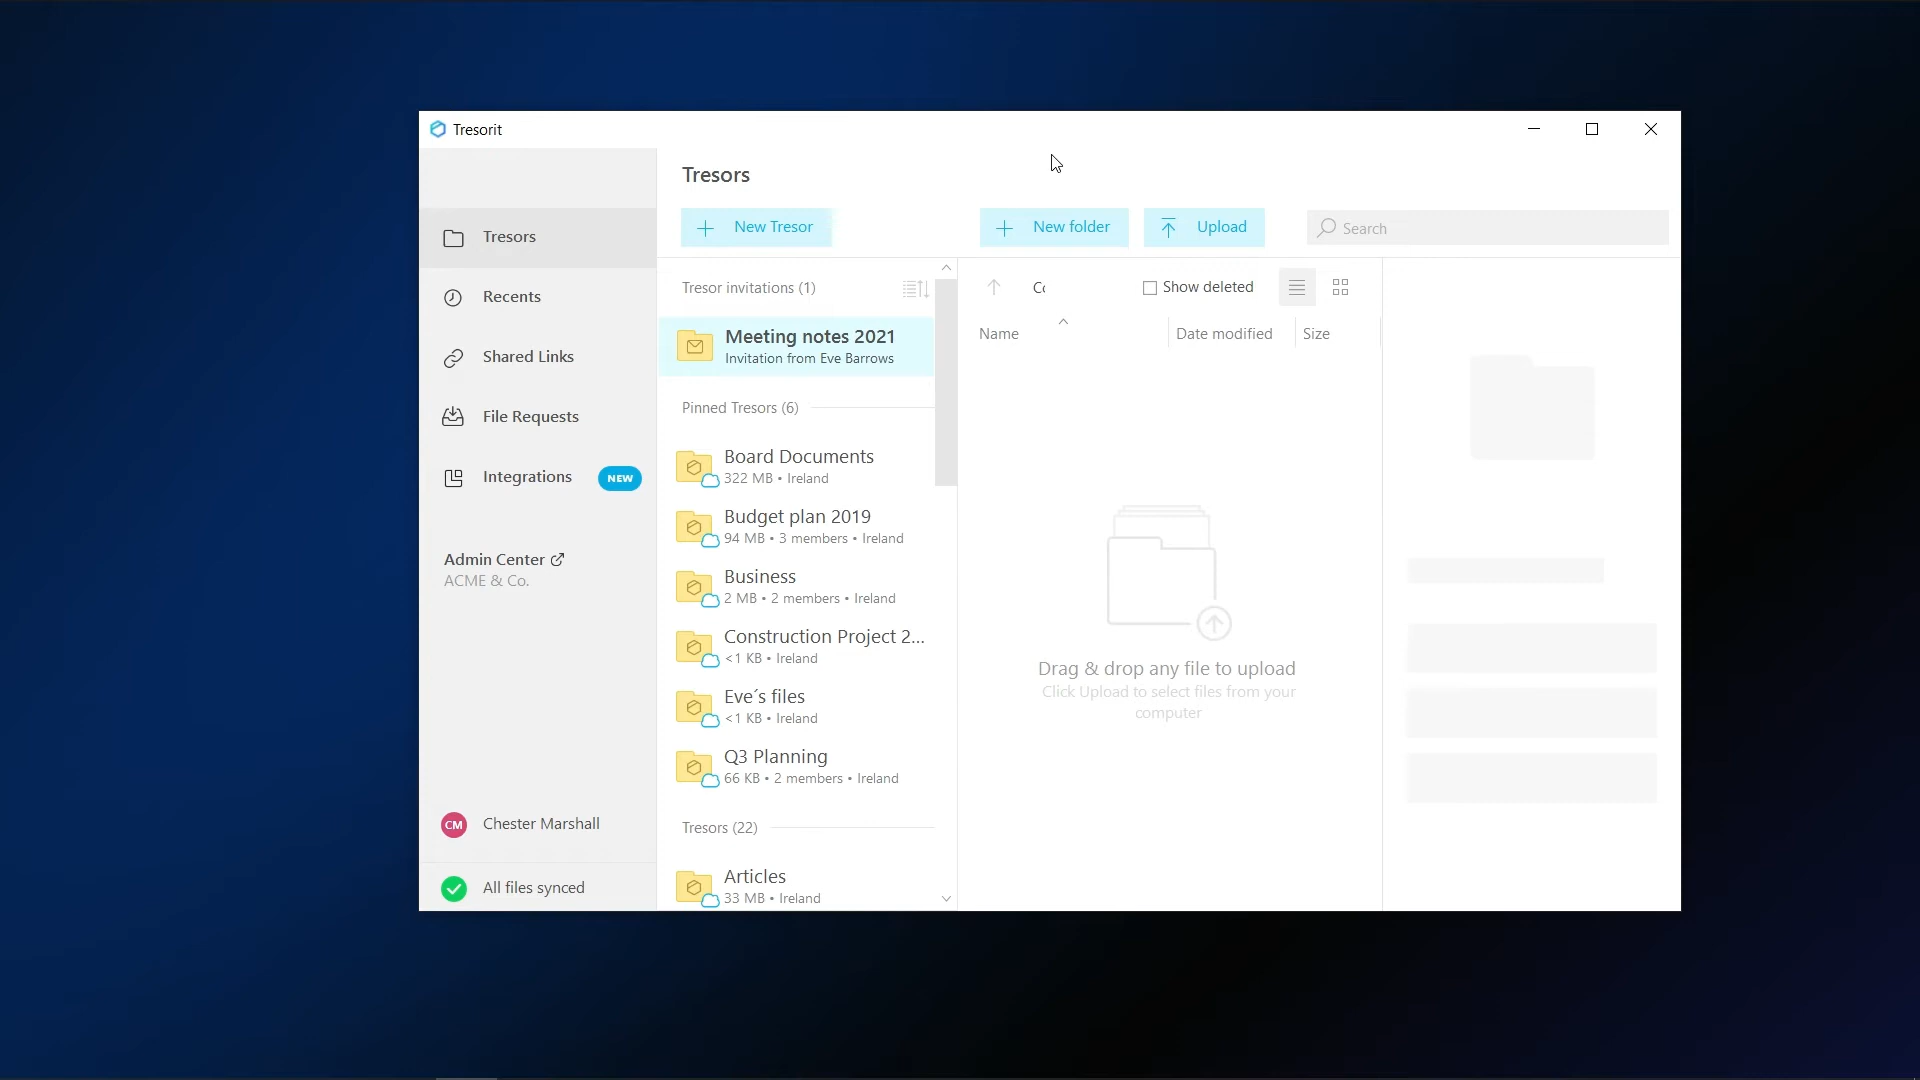 Tresorit
Tresors
Recents
Shared Links
File Requests
Integrations NEW
Admin Center
ACME & Co.
CM Chester Marshall
All files synced
Tresors
New Tresor
New folder
Upload
Search
Tresor invitations (1)
Meeting notes 2021
Invitation from Eve Barrows
Pinned Tresors (6)
Board Documents
322 MB • Ireland
Budget plan 2019
94 MB • 3 members • Ireland
Business
2 MB • 2 members • Ireland
Construction Project 2...
<1 KB • Ireland
Eve´s files
<1 KB • Ireland
Q3 Planning
66 KB • 2 members • Ireland
Tresors (22)
Articles
33 MB • Ireland
Show deleted
Name Date modified Size
Drag & drop any file to upload
Click Upload to select files from your
computer